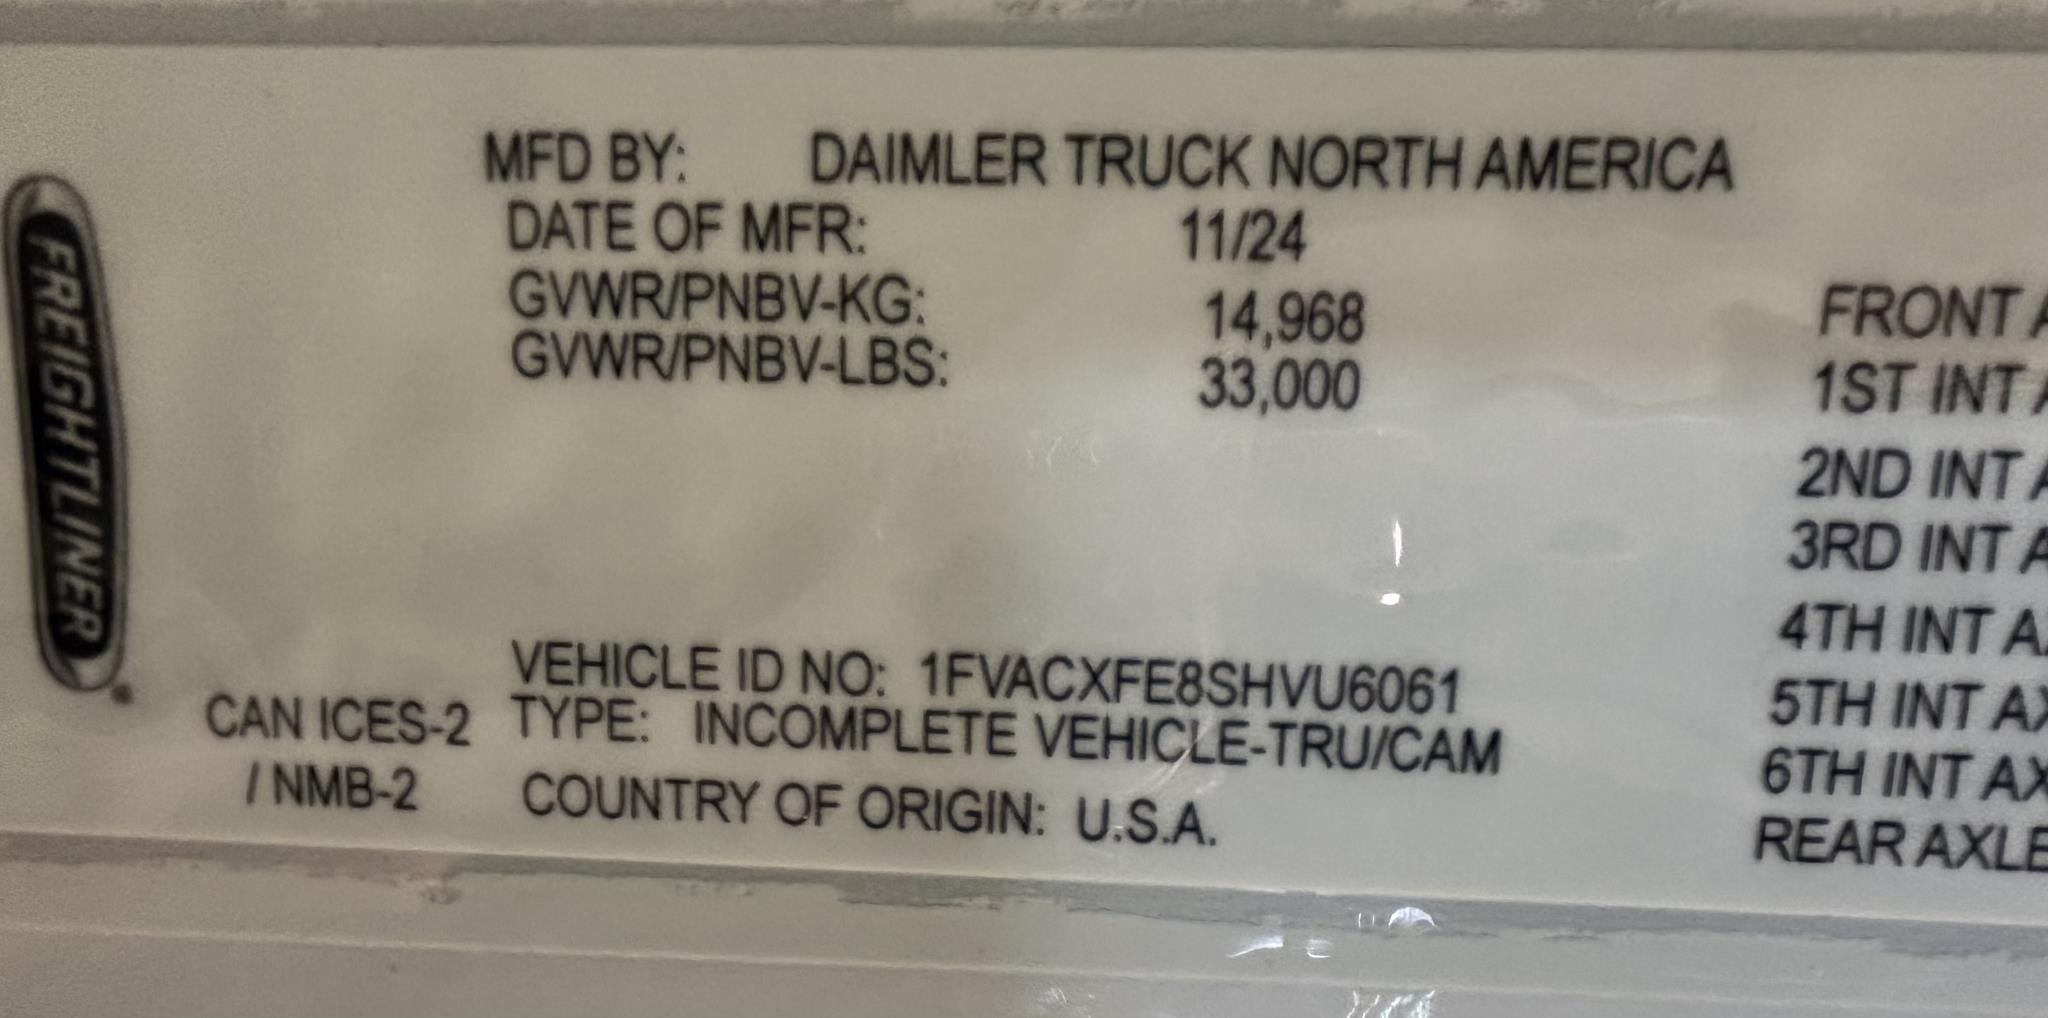 FREIGHTLINER
MFD BY: DAIMLER TRUCK NORTH AMERICA
DATE OF MFR: 11/24
GVWR/PNBV-KG: 14,968
GVWR/PNBV-LBS: 33,000
VEHICLE ID NO: 1FVACXFE8SHVU6061
TYPE: INCOMPLETE VEHICLE-TRU/CAM
COUNTRY OF ORIGIN: U.S.A.
CAN ICES-2
/ NMB-2
FRONT A
1ST INT A
2ND INT A
3RD INT A
4TH INT A
5TH INT AX
6TH INT AX
REAR AXLE